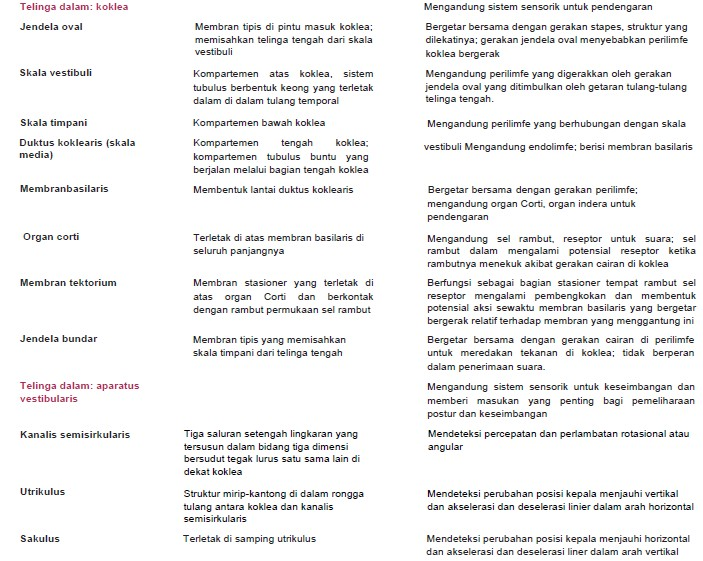 Telinga dalam: koklea
Mengandung sistem sensorik untuk pendengaran
Jendela oval
Membran tipis di pintu masuk koklea;
memisahkan telinga tengah dari skala
vestibuli
Bergetar bersama dengan gerakan stapes, struktur yang
dilekatinya; gerakan jendela oval menyebabkan perilimfe
koklea bergerak
Skala vestibuli
Kompartemen atas koklea, sistem
tubulus berbentuk keong yang terletak
dalam di dalam tulang temporal
Mengandung perilimfe yang digerakkan oleh gerakan
jendela oval yang ditimbulkan oleh getaran tulang-tulang
telinga tengah.
Skala timpani
Kompartemen bawah koklea
Mengandung perilimfe yang berhubungan dengan skala
Duktus koklearis (skala
media)
Kompartemen tengah koklea;
kompartemen tubulus buntu yang
berjalan melalui bagian tengah koklea
vestibuli Mengandung endolimfe; berisi membran basilaris
Membranbasilaris
Membentuk lantai duktus koklearis
Bergetar bersama dengan gerakan perilimfe;
mengandung organ Corti, organ indera untuk
pendengaran
Organ corti
Terletak di atas membran basilaris di
seluruh panjangnya
Mengandung sel rambut, reseptor untuk suara; sel
rambut dalam mengalami potensial reseptor ketika
rambutnya menekuk akibat gerakan cairan di koklea
Membran tektorium
Membran stasioner yang terletak di
atas organ Corti dan berkontak
dengan rambut permukaan sel rambut
Berfungsi sebagai bagian stasioner tempat rambut sel
reseptor mengalami pembengkokan dan membentuk
potensial aksi sewaktu membran basilaris yang bergetar
bergerak relatif terhadap membran yang menggantung ini
Jendela bundar
Membran tipis yang memisahkan
skala timpani dari telinga tengah
Bergetar bersama dengan gerakan cairan di perilimfe
untuk meredakan tekanan di koklea; tidak berperan
dalam penerimaan suara.
Telinga dalam: aparatus
vestibularis
Mengandung sistem sensorik untuk keseimbangan dan
memberi masukan yang penting bagi pemeliharaan
postur dan keseimbangan
Kanalis semisirkularis
Tiga saluran setengah lingkaran yang
tersusun dalam bidang tiga dimensi
bersudut tegak lurus satu sama lain di
dekat koklea
Mendeteksi percepatan dan perlambatan rotasional atau
angular
Utrikulus
Struktur mirip-kantong di dalam rongga
tulang antara koklea dan kanalis
semisirkularis
Mendeteksi perubahan posisi kepala menjauhi vertikal
dan akselerasi dan deselerasi linier dalam arah horizontal
Sakulus
Terletak di samping utrikulus
Mendeteksi perubahan posisi kepala menjauhi horizontal
dan akselerasi dan deselerasi liner dalam arah vertikal